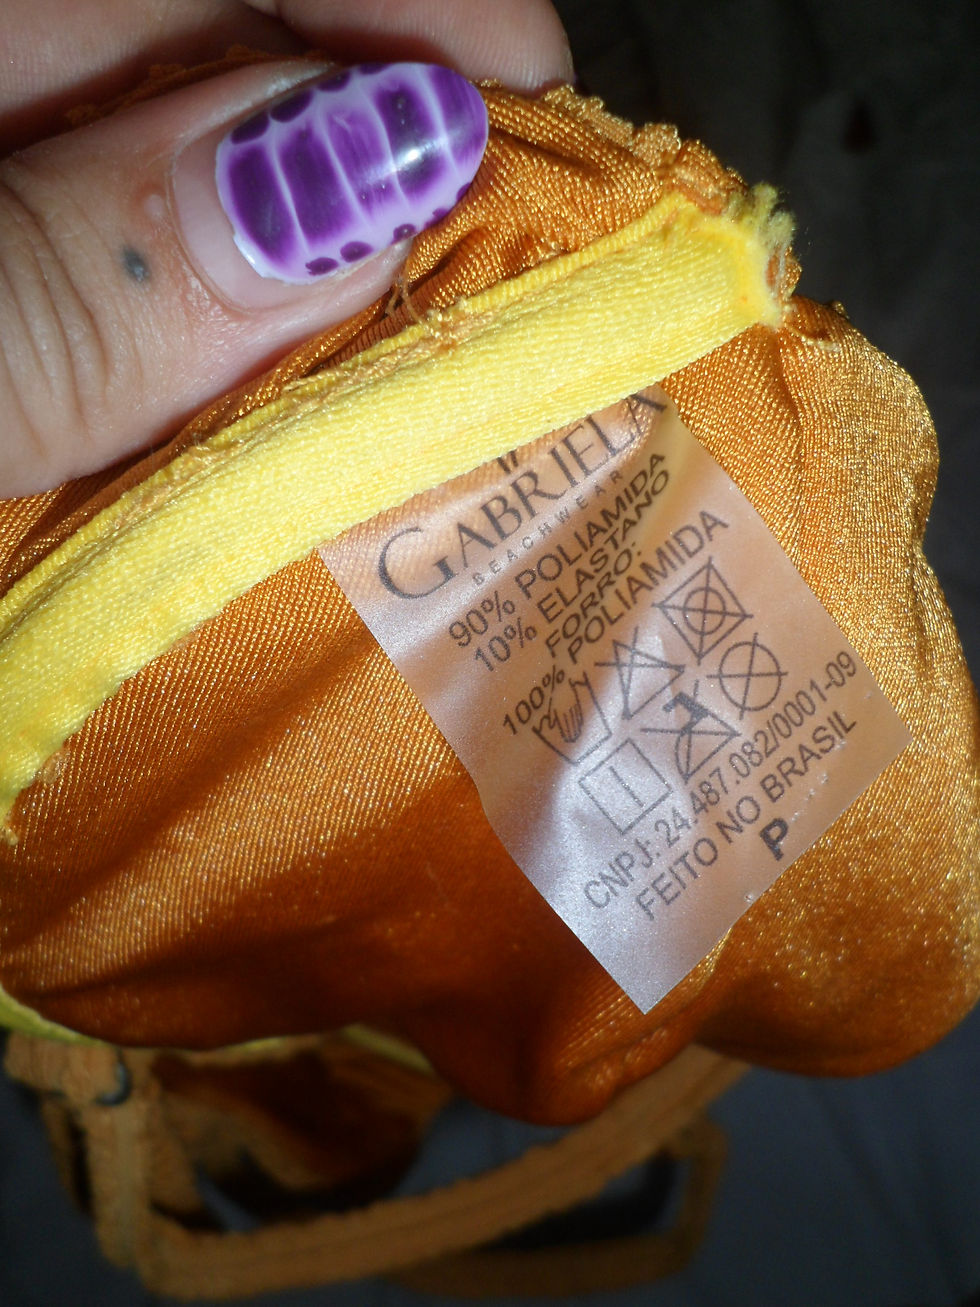 GABRIELA
BEACHWEAR
90% POLIAMIDA
10% ELASTANO
FORRO:
100% POLIAMIDA
CNPJ: 24.487.082/0001-09
FEITO NO BRASIL
P